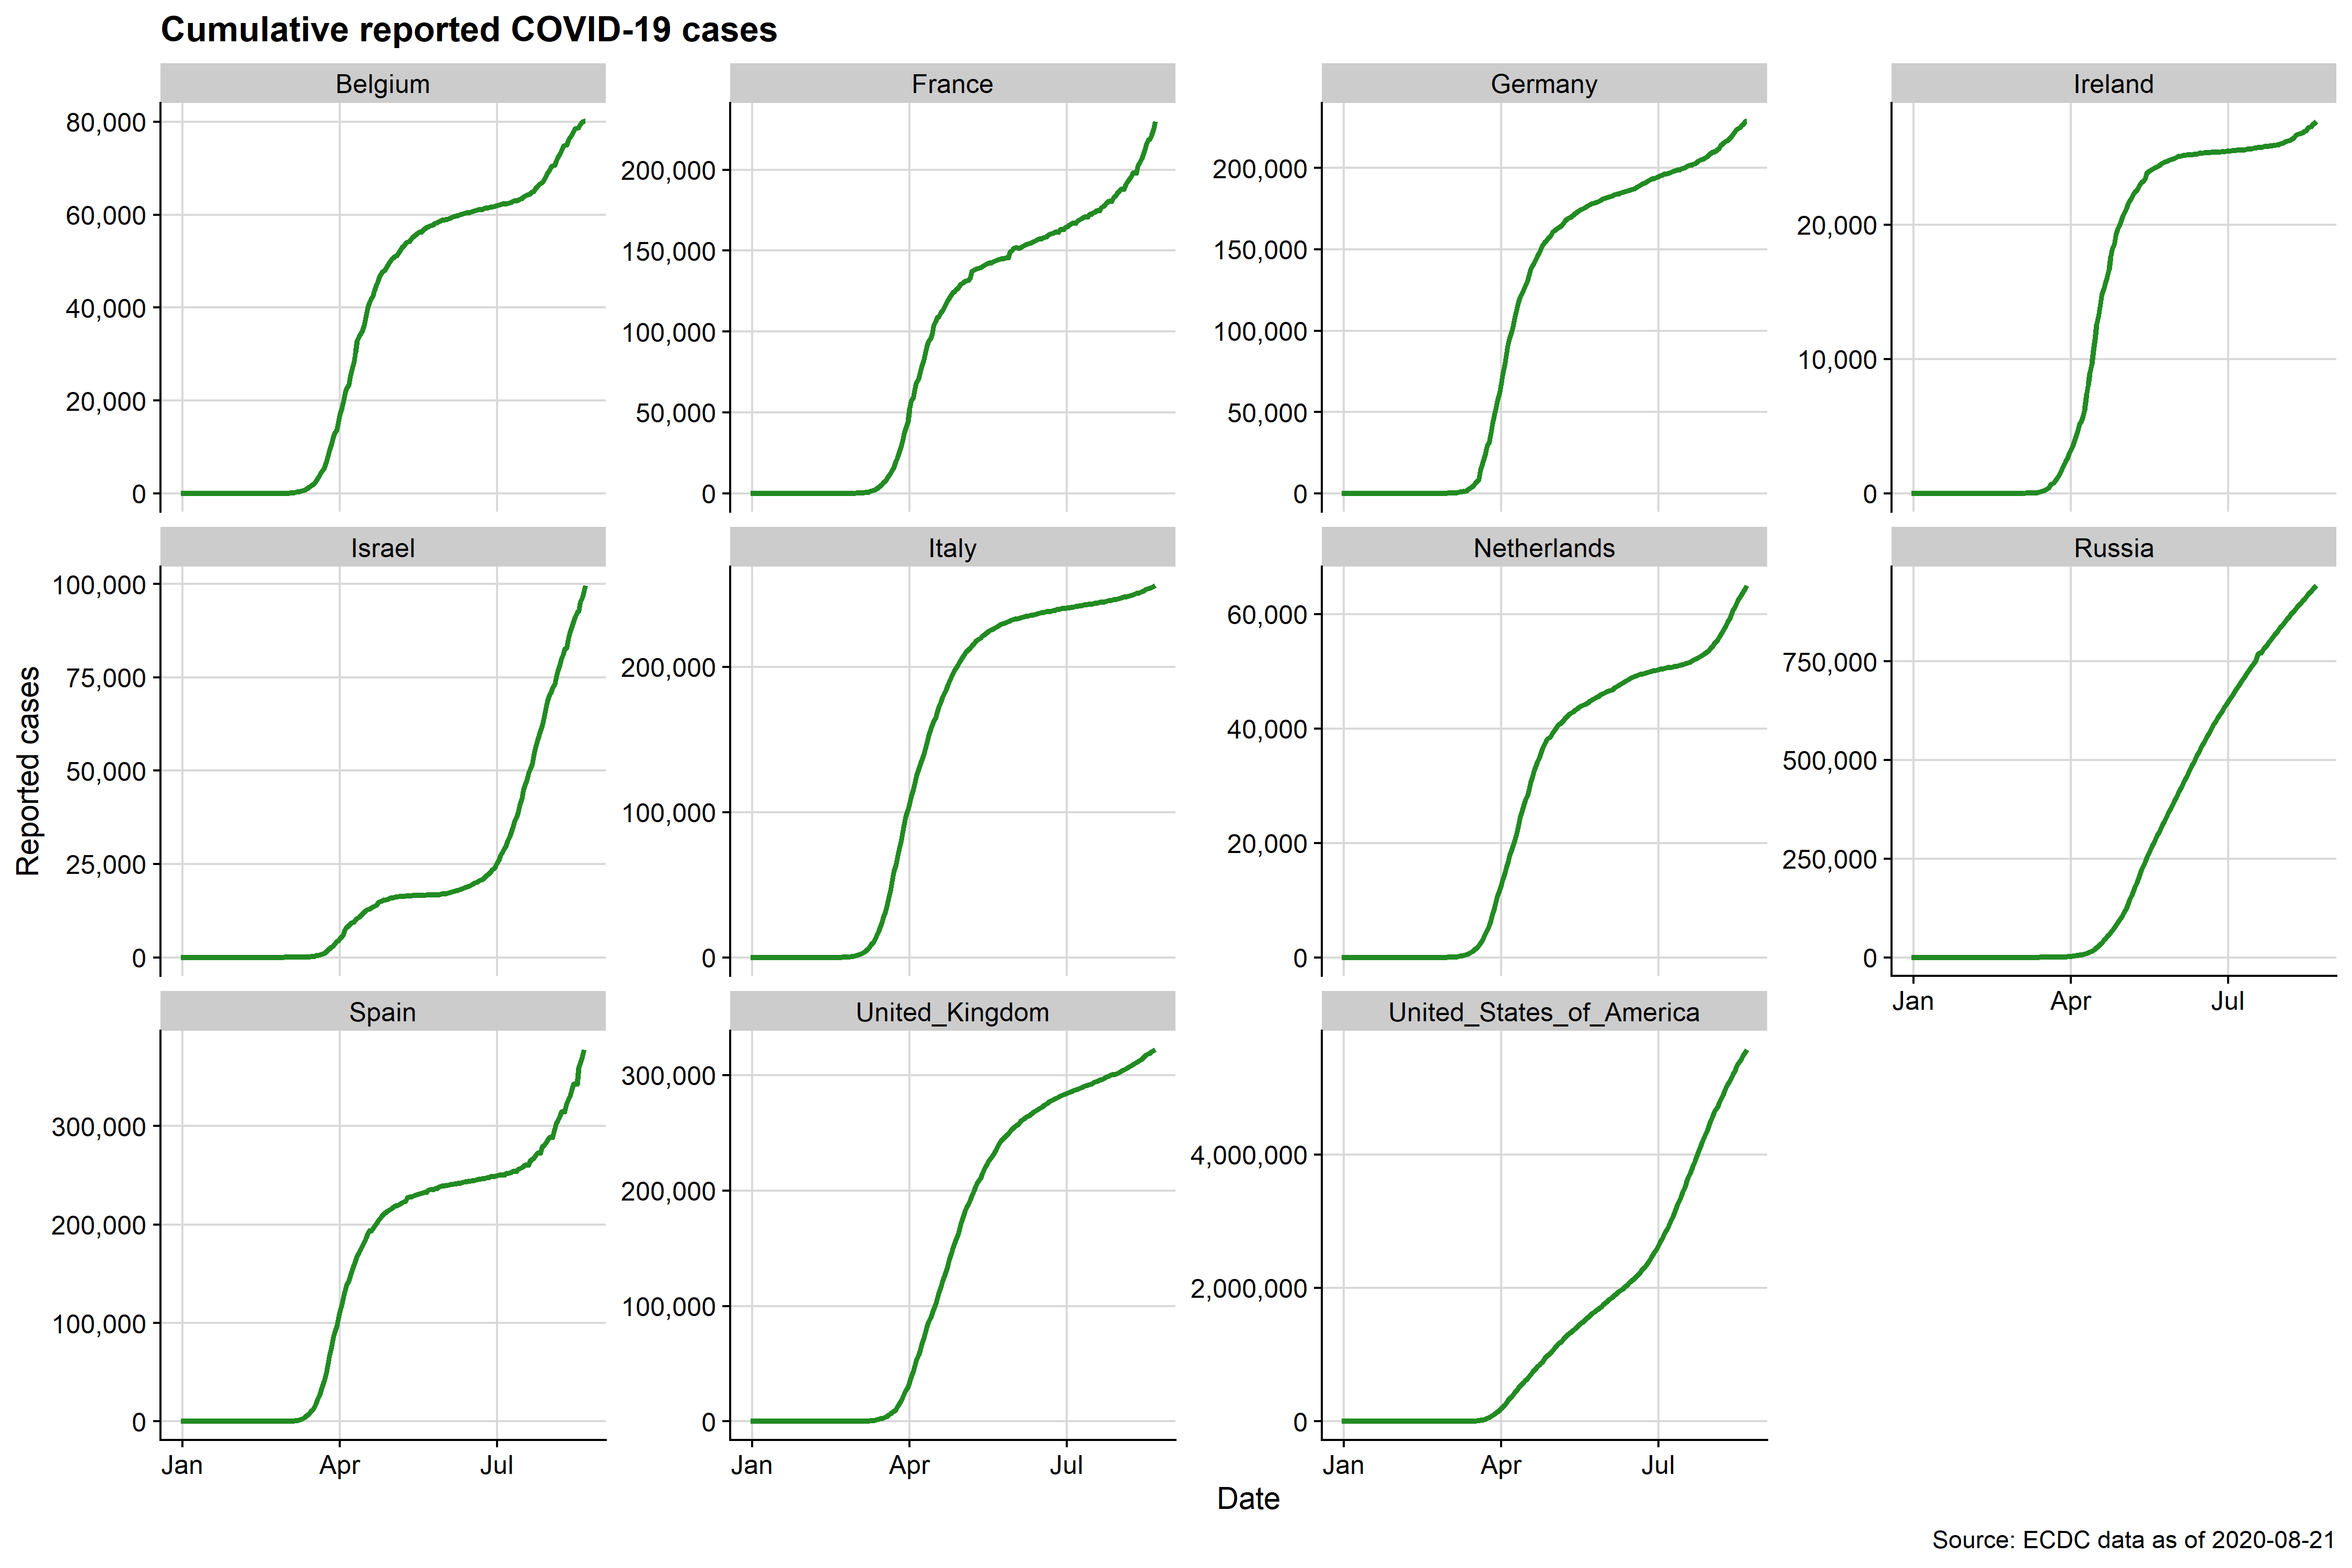 Cumulative reported COVID-19 cases
Belgium
France
Germany
Ireland
80,000
60,000
40,000
20,000
0
200,000
150,000
100,000
50,000
0
200,000
150,000
100,000
50,000
0
20,000
10,000
0
Israel
Italy
Netherlands
Russia
Reported cases
100,000
75,000
50,000
25,000
0
200,000
100,000
0
60,000
40,000
20,000
0
750,000
500,000
250,000
0
Jan Apr Jul
Spain
United_Kingdom
United_States_of_America
300,000
200,000
100,000
0
300,000
200,000
100,000
0
4,000,000
2,000,000
0
Jan Apr Jul
Jan Apr Jul
Jan Apr Jul
Date
Source: ECDC data as of 2020-08-21